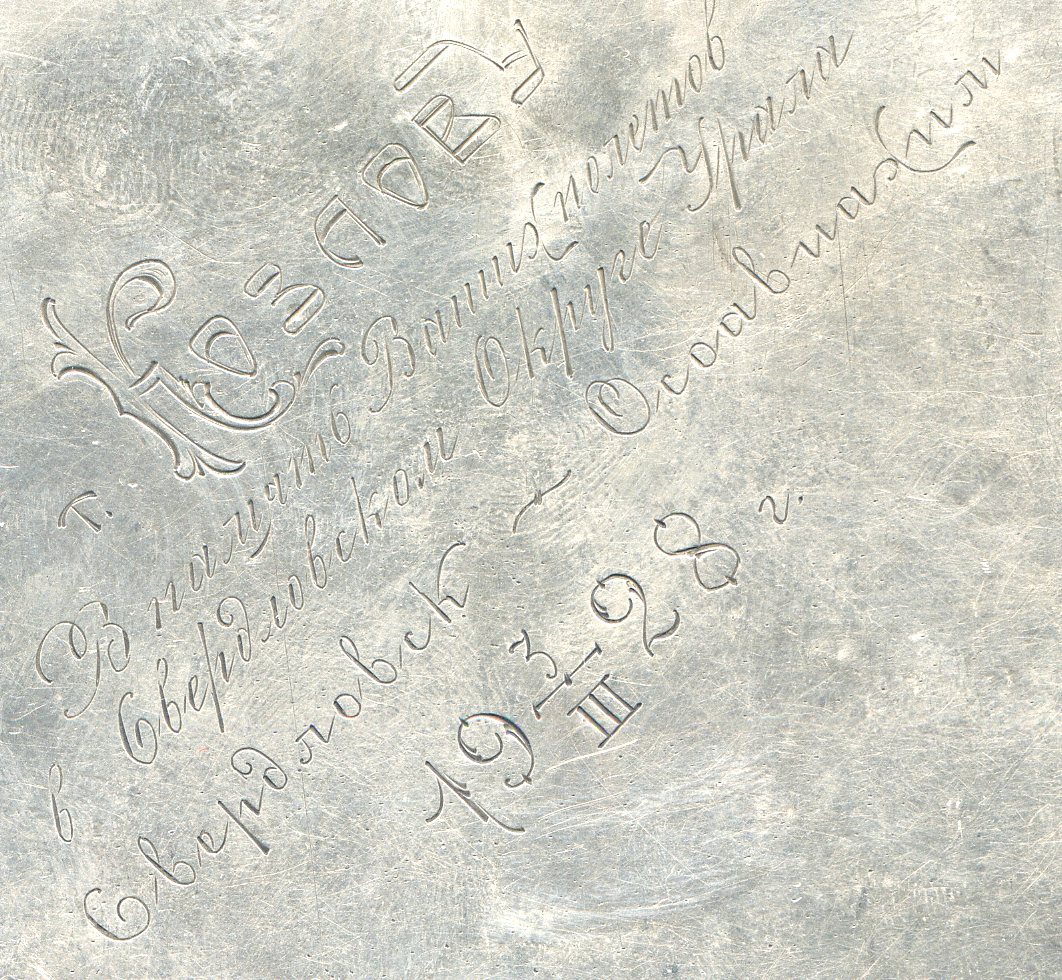 т. КОЗЛОВУ
В память Ваших полетов
в Свердловском Округе Урала
Свердловск – Осоавиахим
19 3/III 28 г.